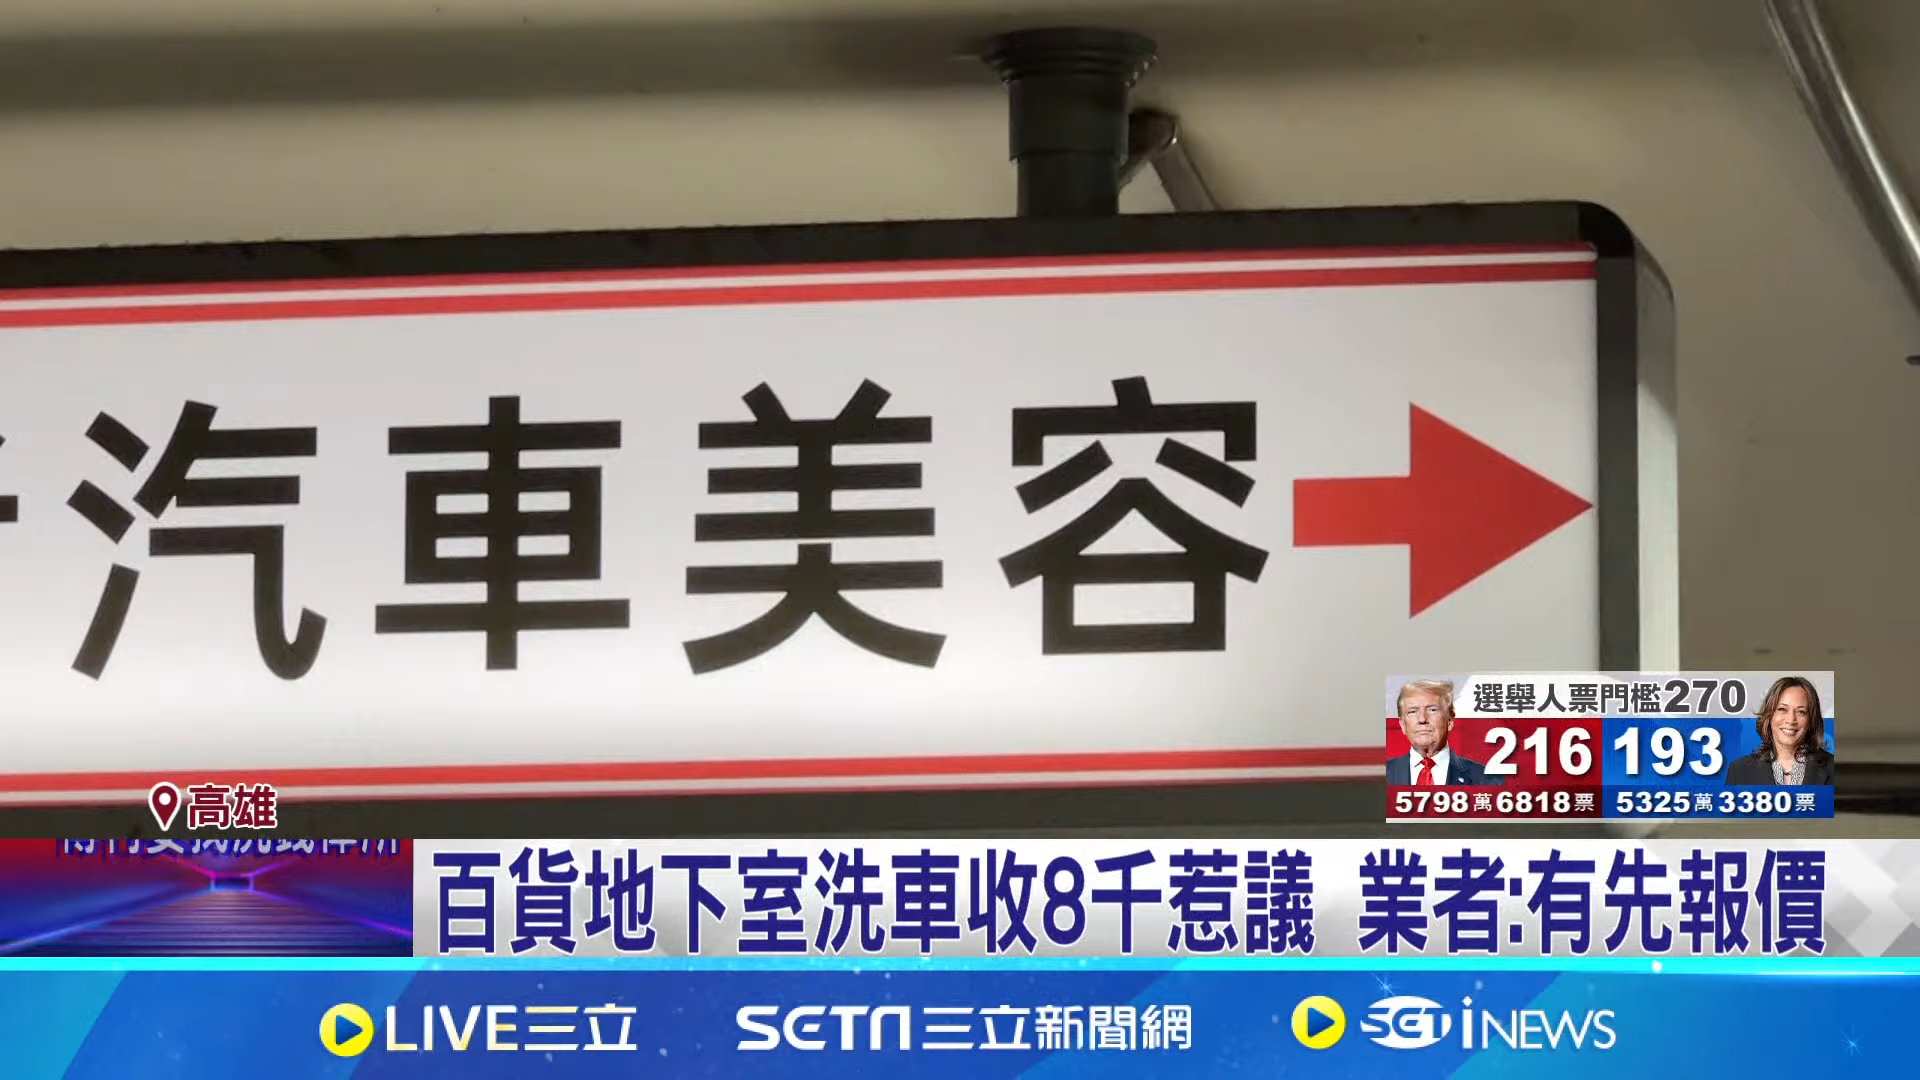 汽車美容
選舉人票門檻270
216 193
5798萬6818票 5325萬3380票
高雄
百貨地下室洗車收8千惹議 業者:有先報價
LIVE三立 SETN三立新聞網 SET iNEWS